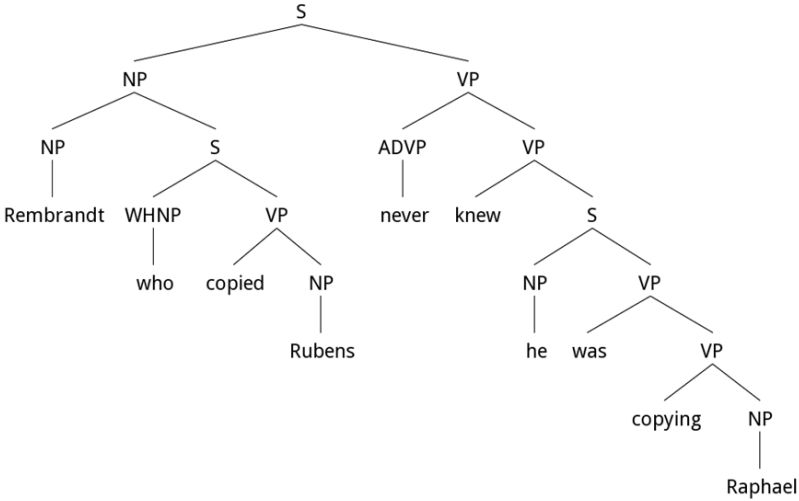 S
NP VP
NP S ADVP VP
Rembrandt WHNP VP never knew S
who copied NP NP VP
Rubens he was VP
copying NP
Raphael